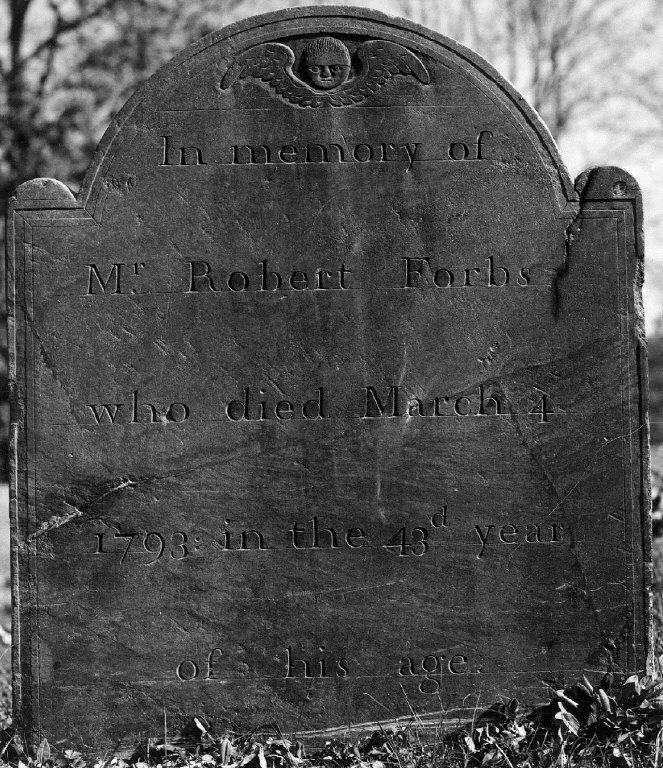 In memory of
Mr. Robert Forbs
who died March 4
1793: in the 43d year
of his age.